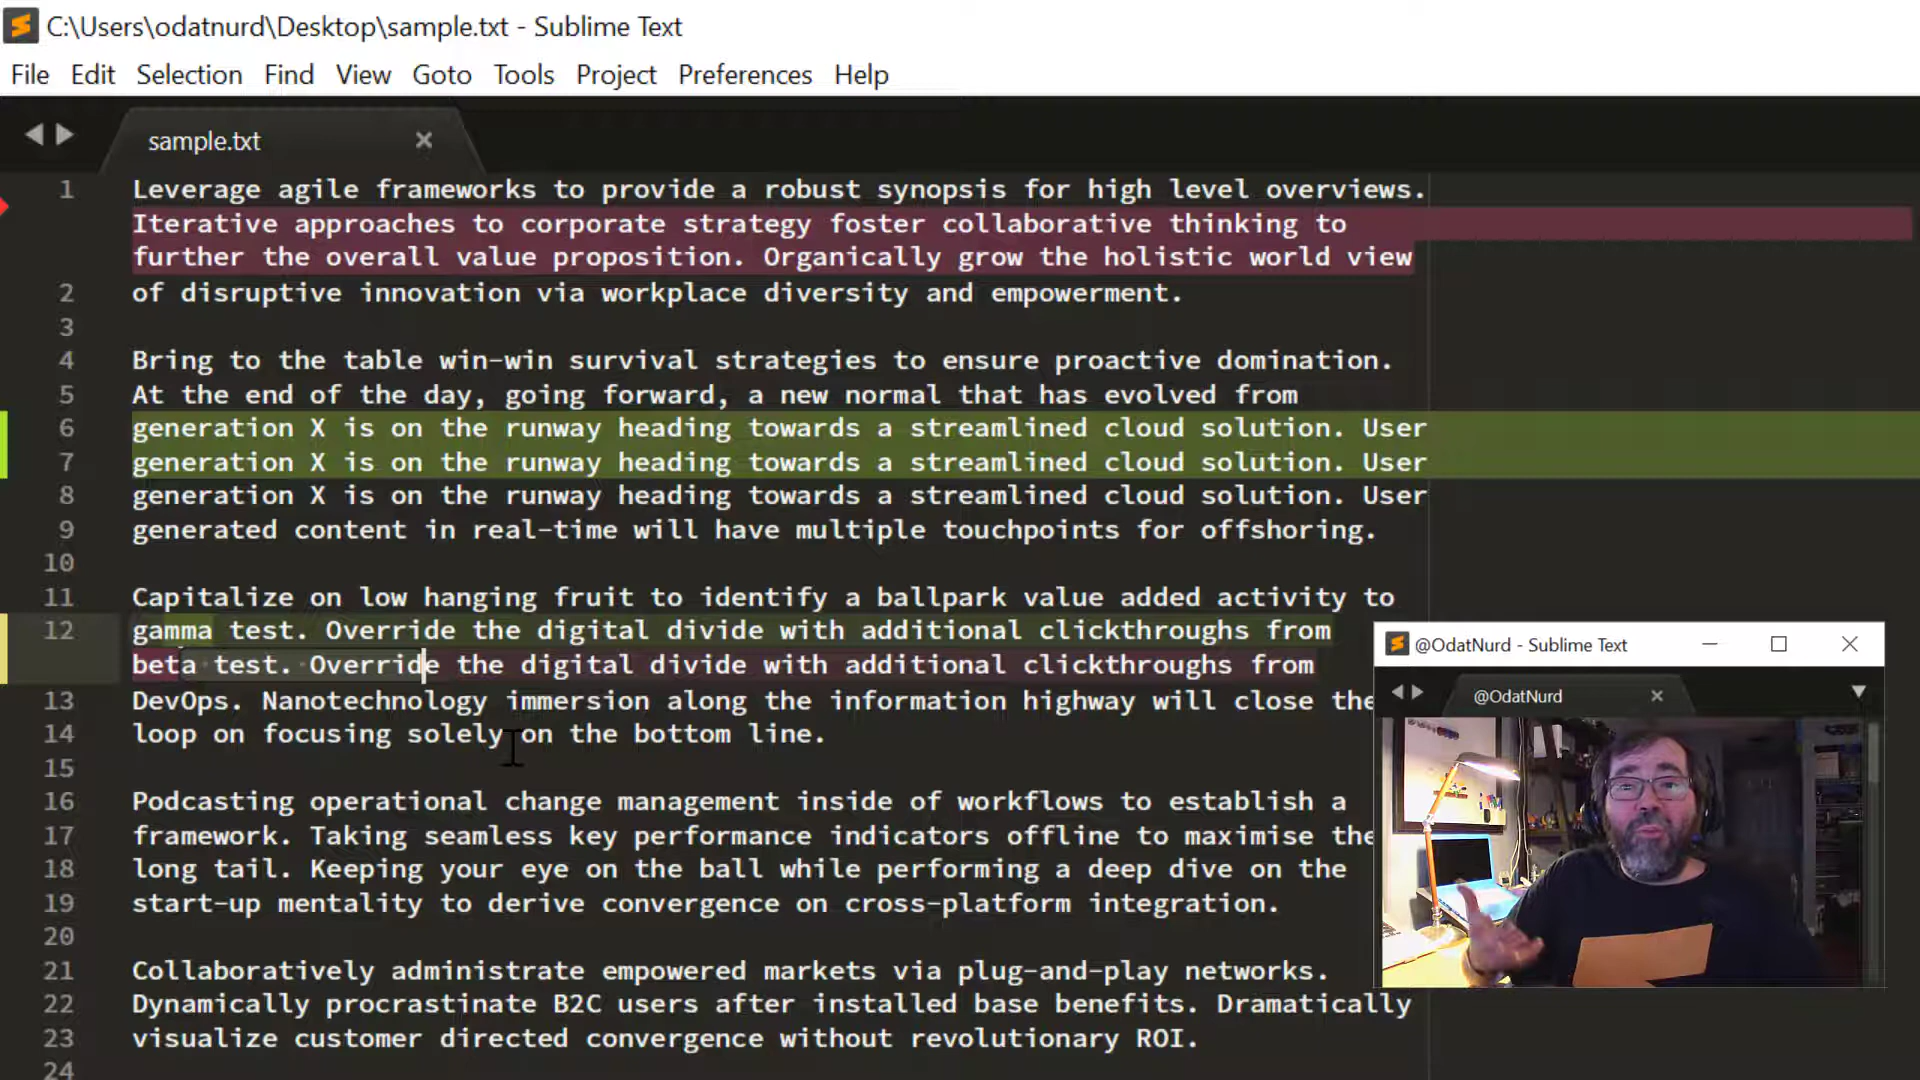 C:\Users\odatnurd\Desktop\sample.txt - Sublime Text
File Edit Selection Find View Goto Tools Project Preferences Help
sample.txt
1 Leverage agile frameworks to provide a robust synopsis for high level overviews.
Iterative approaches to corporate strategy foster collaborative thinking to
further the overall value proposition. Organically grow the holistic world view
2 of disruptive innovation via workplace diversity and empowerment.
3
4 Bring to the table win-win survival strategies to ensure proactive domination.
5 At the end of the day, going forward, a new normal that has evolved from
6 generation X is on the runway heading towards a streamlined cloud solution. User
7 generation X is on the runway heading towards a streamlined cloud solution. User
8 generation X is on the runway heading towards a streamlined cloud solution. User
9 generated content in real-time will have multiple touchpoints for offshoring.
10
11 Capitalize on low hanging fruit to identify a ballpark value added activity to
12 gamma test. Override the digital divide with additional clickthroughs from
beta test. Override the digital divide with additional clickthroughs from
13 DevOps. Nanotechnology immersion along the information highway will close the
14 loop on focusing solely on the bottom line.
15
16 Podcasting operational change management inside of workflows to establish a
17 framework. Taking seamless key performance indicators offline to maximise the
18 long tail. Keeping your eye on the ball while performing a deep dive on the
19 start-up mentality to derive convergence on cross-platform integration.
20
21 Collaboratively administrate empowered markets via plug-and-play networks.
22 Dynamically procrastinate B2C users after installed base benefits. Dramatically
23 visualize customer directed convergence without revolutionary ROI.
24
@OdatNurd - Sublime Text
@OdatNurd